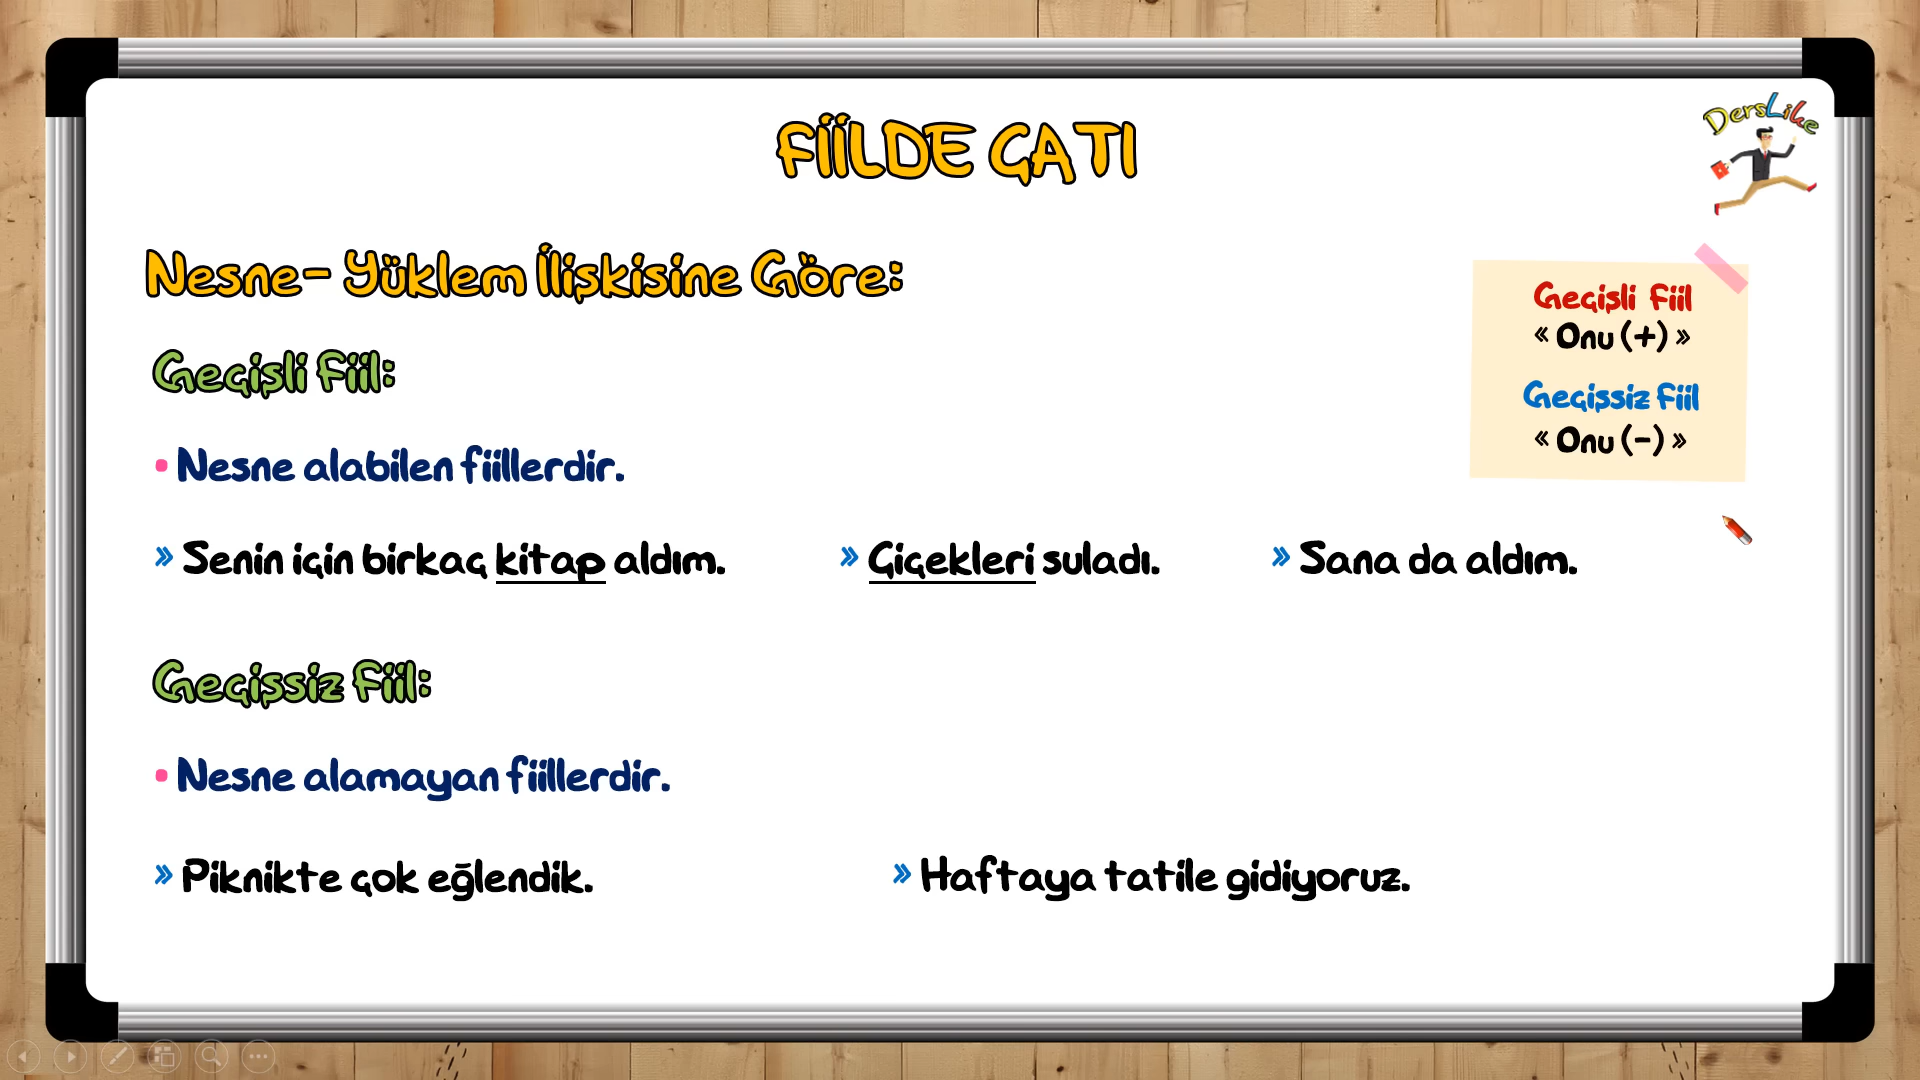 FİİLDE ÇATI
DersLike
Nesne- Yüklem İlişkisine Göre:
Geçişli Fiil
« Onu (+) »
Geçişsiz Fiil
« Onu (-) »
Geçişli Fiil:
• Nesne alabilen fiillerdir.
» Senin için birkaç kitap aldım. » Çiçekleri suladı. » Sana da aldım.
Geçişsiz Fiil:
• Nesne alamayan fiillerdir.
» Piknikte çok eğlendik. » Haftaya tatile gidiyoruz.